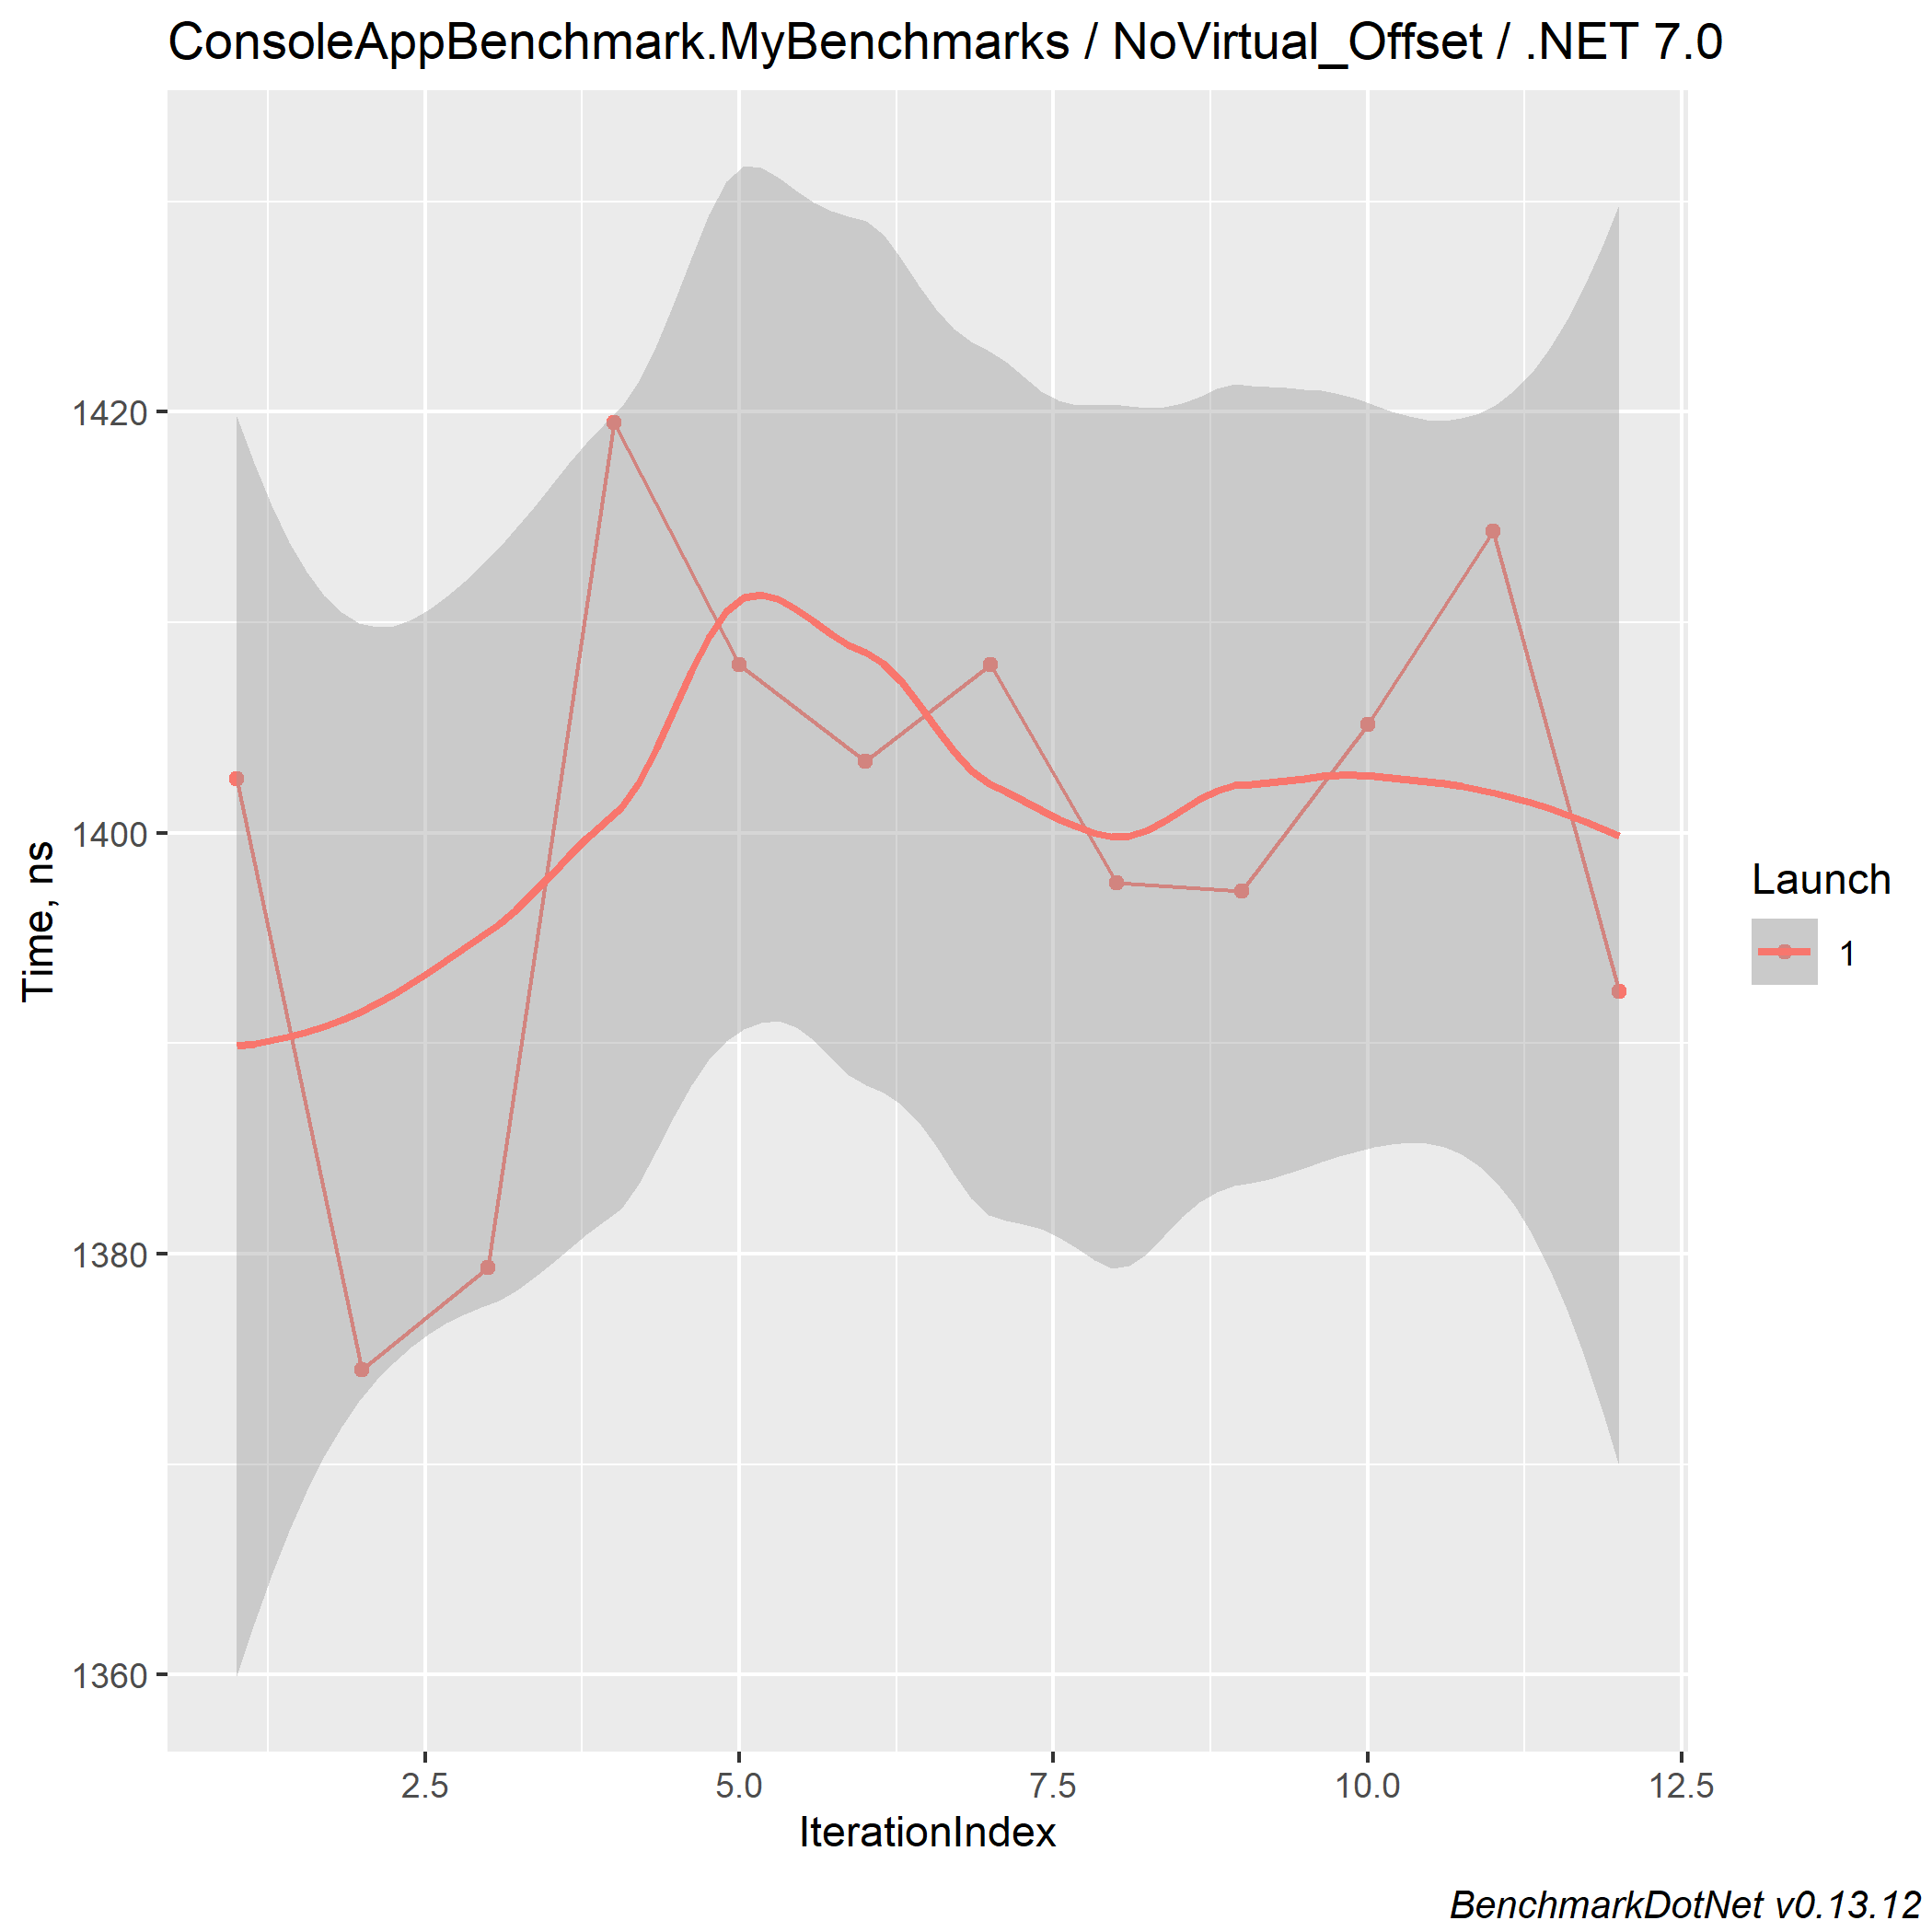 ConsoleAppBenchmark.MyBenchmarks / NoVirtual_Offset / .NET 7.0
Time, ns
1420
1400
1380
1360
2.5 5.0 7.5 10.0 12.5
IterationIndex
Launch
1
BenchmarkDotNet v0.13.12